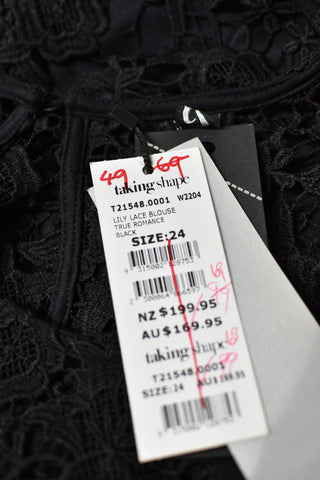 49 69
taking shape
T21548.0001 W2204
LILY LACE BLOUSE
TRUE ROMANCE
BLACK
SIZE:24
NZ $199.95
AU $169.95
taking shape
T21548.0001
SIZE:24 AU